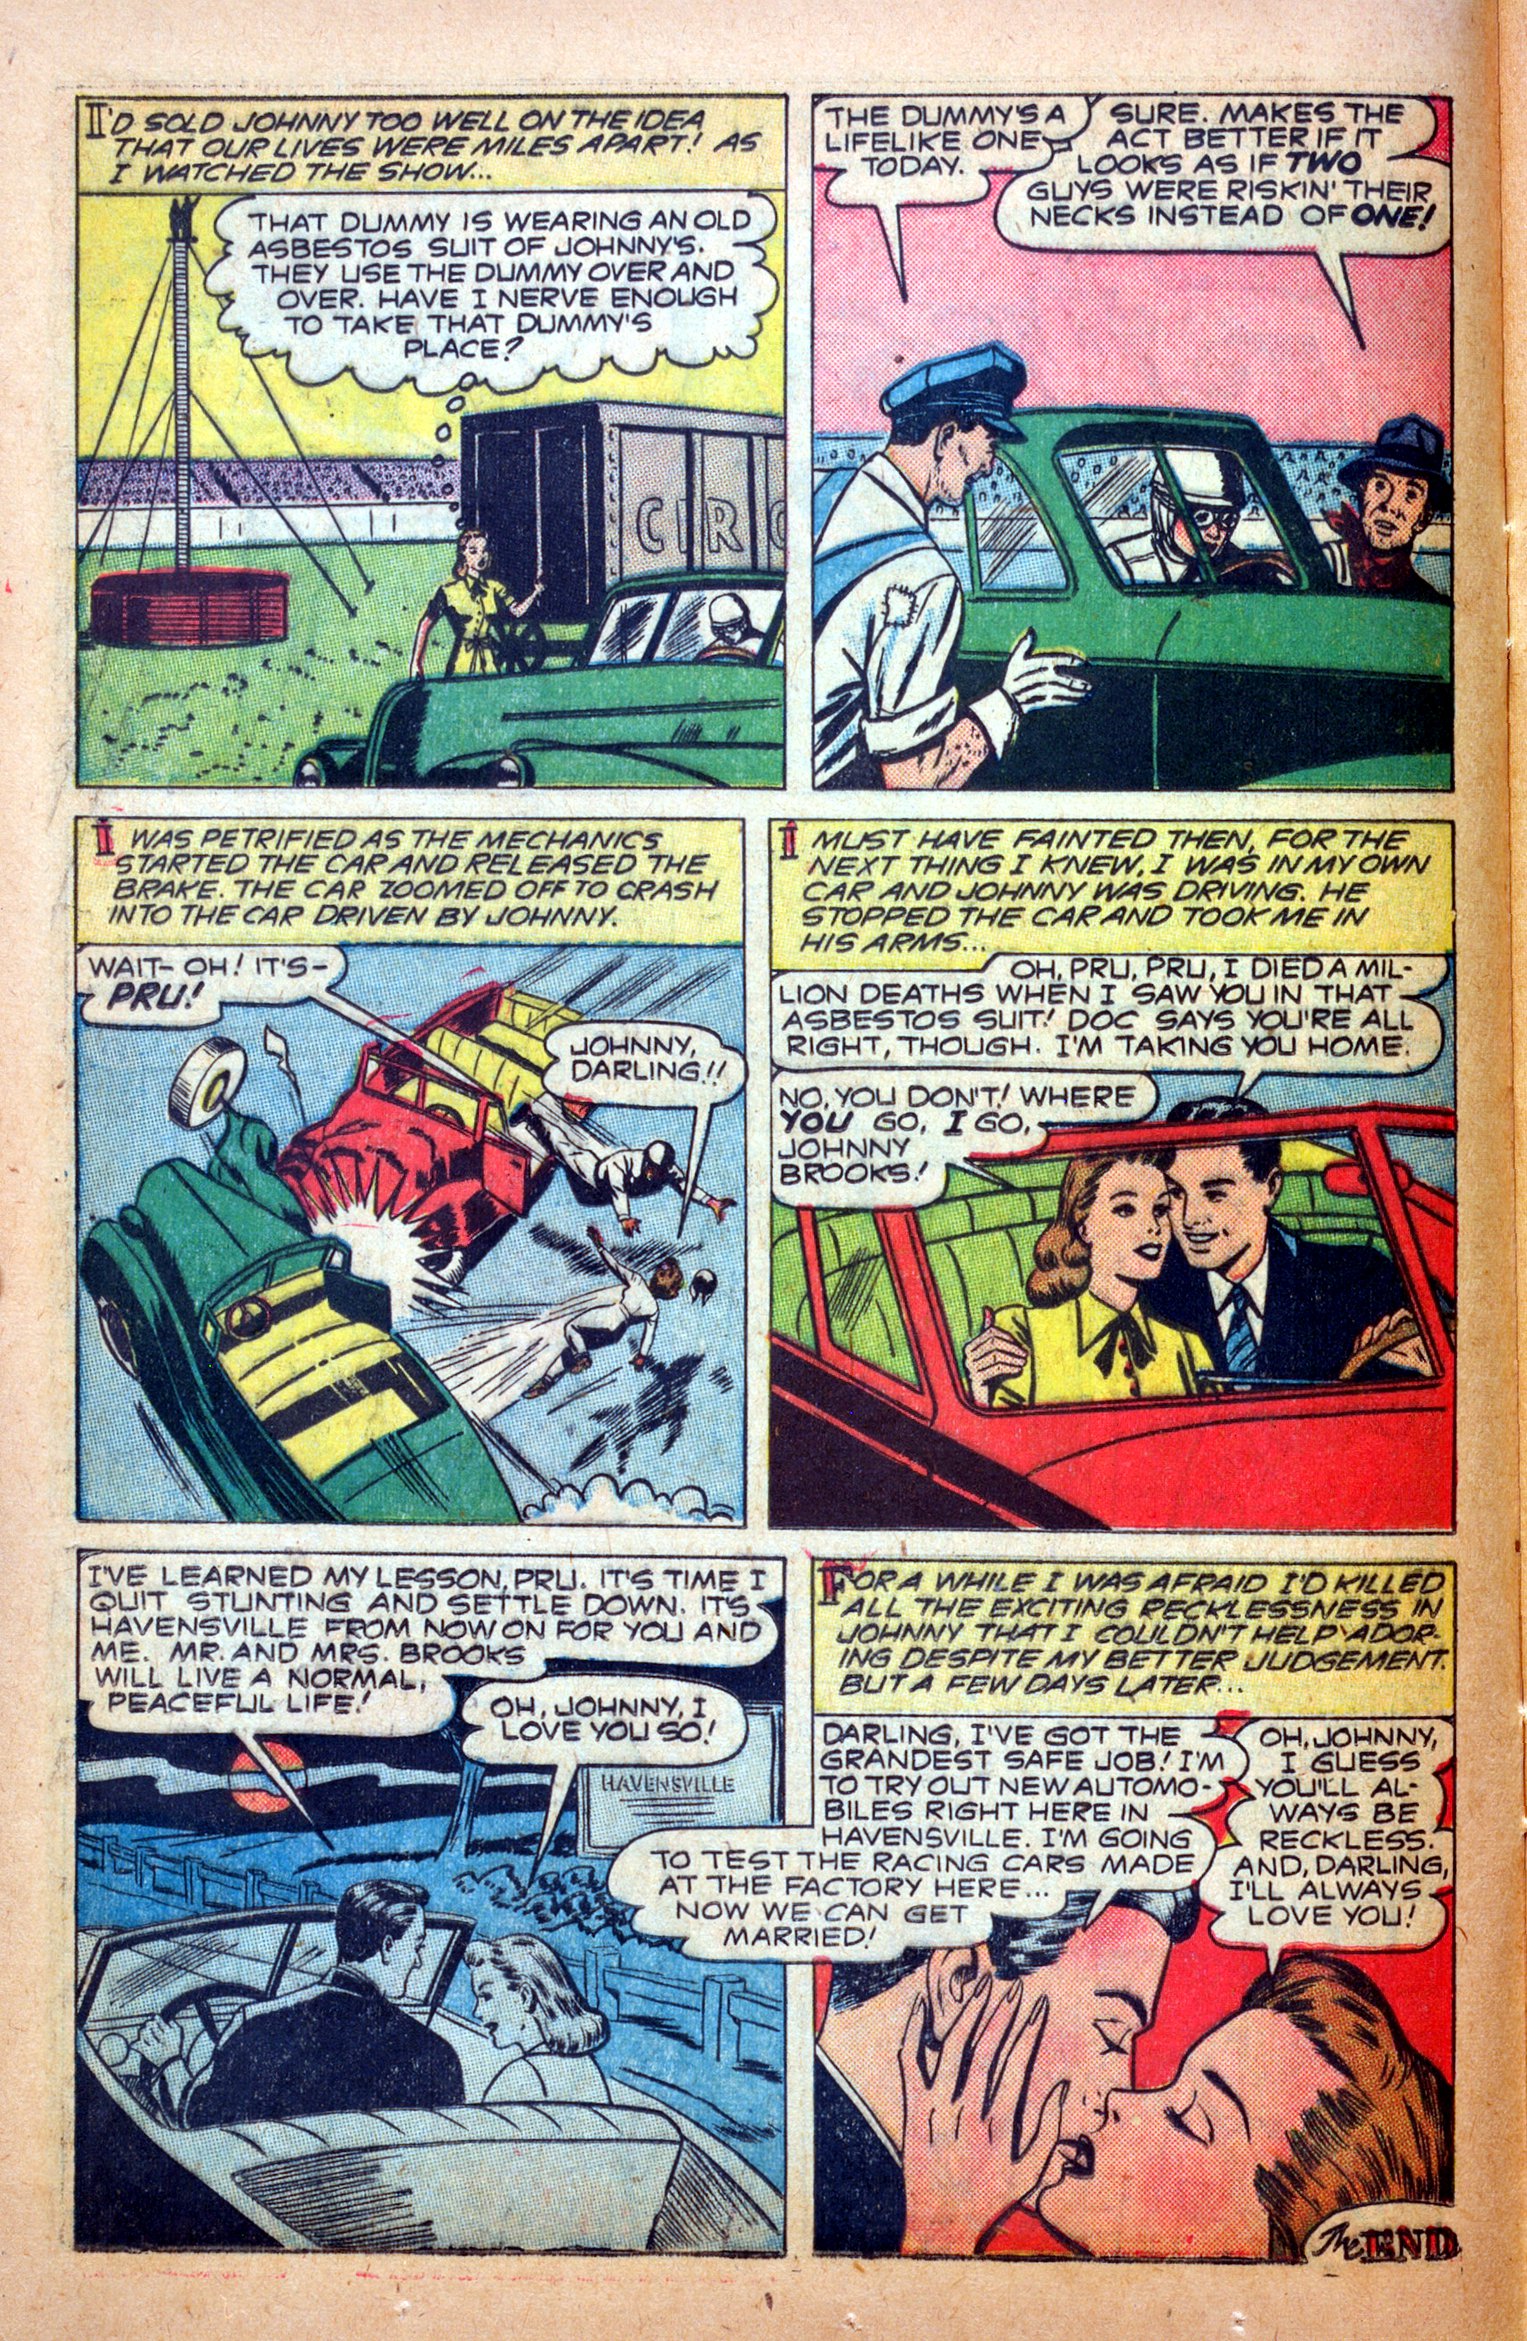 I'D SOLD JOHNNY TOO WELL ON THE IDEA
THAT OUR LIVES WERE MILES APART! AS
I WATCHED THE SHOW...
THAT DUMMY IS WEARING AN OLD
ASBESTOS SUIT OF JOHNNY'S.
THEY USE THE DUMMY OVER AND
OVER. HAVE I NERVE ENOUGH
TO TAKE THAT DUMMY'S
PLACE?
CIRC
THE DUMMY'S A
LIFELIKE ONE
TODAY.
SURE. MAKES THE
ACT BETTER IF IT
LOOKS AS IF TWO
GUYS WERE RISKIN' THEIR
NECKS INSTEAD OF ONE!
I WAS PETRIFIED AS THE MECHANICS
STARTED THE CAR AND RELEASED THE
BRAKE. THE CAR ZOOMED OFF TO CRASH
INTO THE CAR DRIVEN BY JOHNNY.
WAIT- OH! IT'S-
PRU!
JOHNNY,
DARLING!!
I MUST HAVE FAINTED THEN, FOR THE
NEXT THING I KNEW, I WAS IN MY OWN
CAR AND JOHNNY WAS DRIVING. HE
STOPPED THE CAR AND TOOK ME IN
HIS ARMS...
OH, PRU, PRU, I DIED A MIL-
LION DEATHS WHEN I SAW YOU IN THAT
ASBESTOS SUIT! DOC SAYS YOU'RE ALL
RIGHT, THOUGH. I'M TAKING YOU HOME.
NO, YOU DON'T! WHERE
YOU GO, I GO,
JOHNNY
BROOKS!
I'VE LEARNED MY LESSON, PRU. IT'S TIME I
QUIT STUNTING AND SETTLE DOWN. IT'S
HAVENSVILLE FROM NOW ON FOR YOU AND
ME. MR. AND MRS. BROOKS
WILL LIVE A NORMAL,
PEACEFUL LIFE!
OH, JOHNNY, I
LOVE YOU SO!
HAVENSVILLE
FOR A WHILE I WAS AFRAID I'D KILLED
ALL THE EXCITING RECKLESSNESS IN
JOHNNY THAT I COULDN'T HELP ADOR-
ING DESPITE MY BETTER JUDGEMENT.
BUT A FEW DAYS LATER...
DARLING, I'VE GOT THE
GRANDEST SAFE JOB! I'M
TO TRY OUT NEW AUTOMO-
BILES RIGHT HERE IN
HAVENSVILLE. I'M GOING
TO TEST THE RACING CARS MADE
AT THE FACTORY HERE...
NOW WE CAN GET
MARRIED!
OH, JOHNNY,
I GUESS
YOU'LL AL-
WAYS BE
RECKLESS.
AND, DARLING,
I'LL ALWAYS
LOVE YOU!
The END